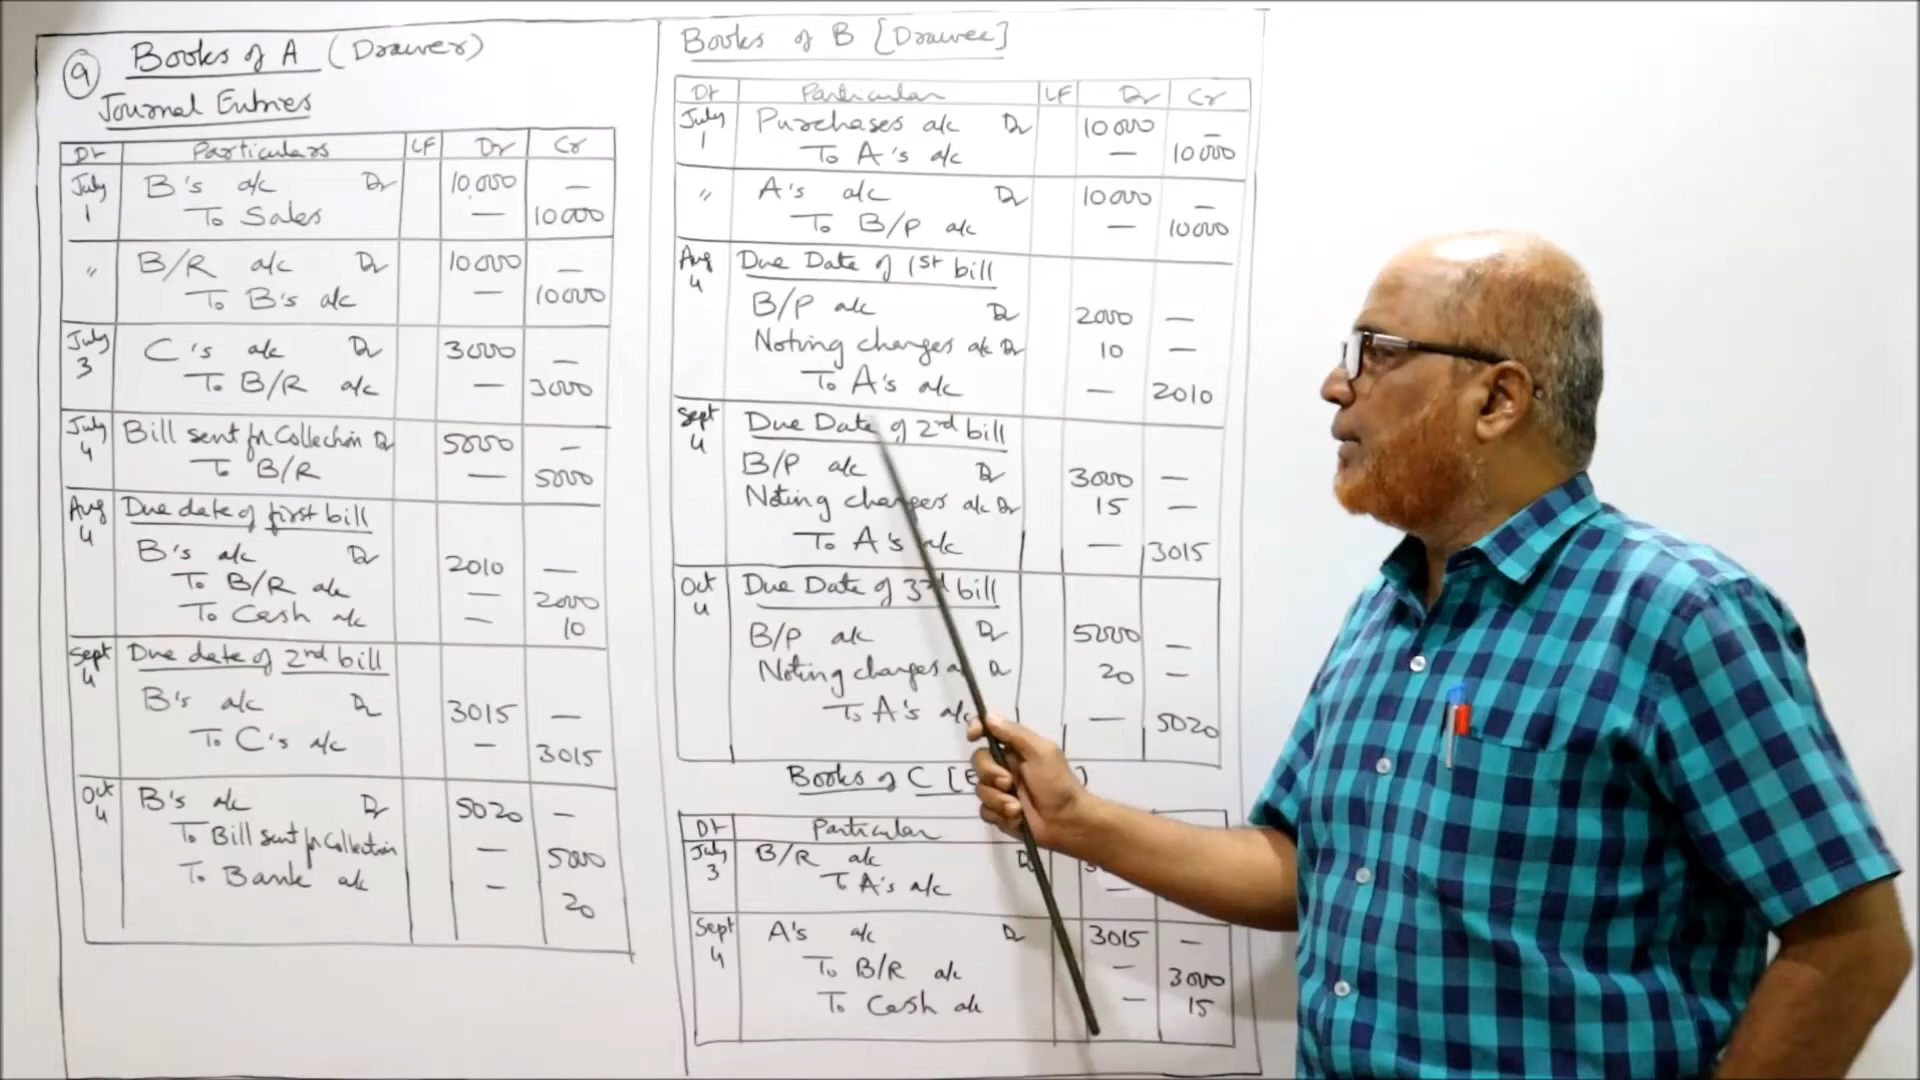 9
Books of A (Drawer)
Journal Entries
Dt Particulars LF Dr Cr
July 1 B's a/c Dr 10,000 —
To Sales — 10000
" B/R a/c Dr 10000 —
To B's a/c — 10000
July 3 C's a/c Dr 3000 —
To B/R a/c — 3000
July 4 Bill sent for Collection Dr 5000 —
To B/R — 5000
Aug 4 Due date of first bill
B's a/c Dr 2010 —
To B/R a/c — 2000
To Cash a/c — 10
Sept 4 Due date of 2nd bill
B's a/c Dr 3015 —
To C's a/c — 3015
Oct 4 B's a/c Dr 5020 —
To Bill sent for Collection — 5000
To Bank a/c — 20
Books of B [Drawee]
Dt Particular LF Dr Cr
July 1 Purchases a/c Dr 10000 —
To A's a/c — 10000
" A's a/c Dr 10000 —
To B/P a/c — 10000
Aug 4 Due Date of 1st bill
B/P a/c Dr 2000 —
Noting charges a/c Dr 10 —
To A's a/c — 2010
Sept 4 Due Date of 2nd bill
B/P a/c Dr 3000 —
Noting charges a/c Dr 15 —
To A's a/c — 3015
Oct 4 Due Date of 3rd bill
B/P a/c Dr 5000 —
Noting charges Dr 20 —
To A's a/c — 5020
Books of C [
Dt Particular
July 3 B/R a/c Dr
To A's a/c —
Sept 4 A's a/c Dr 3015 —
To B/R a/c — 3000
To Cash a/c — 15